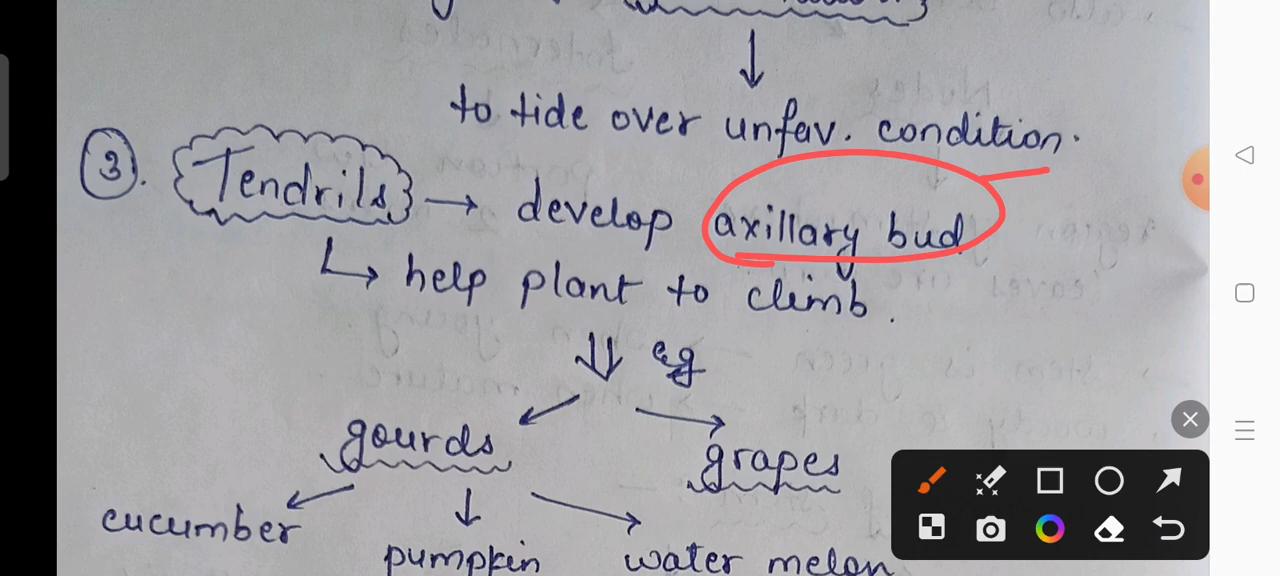 to tide over unfav. condition.
3. Tendrils → develop axillary bud
↳ help plant to climb.
⇓ eg
gourds grapes
cucumber pumpkin water melon